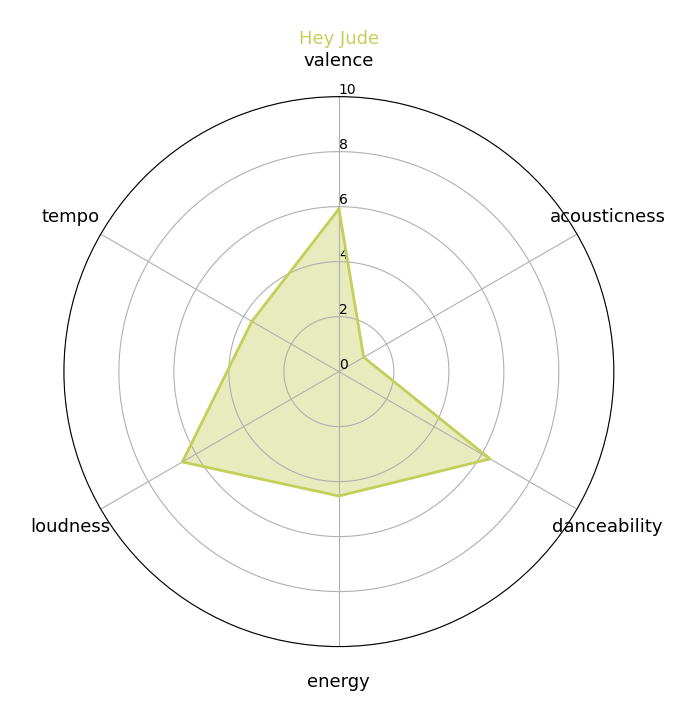 Hey Jude
valence
10
8
tempo
6
acousticness
4
2
0
loudness
danceability
energy